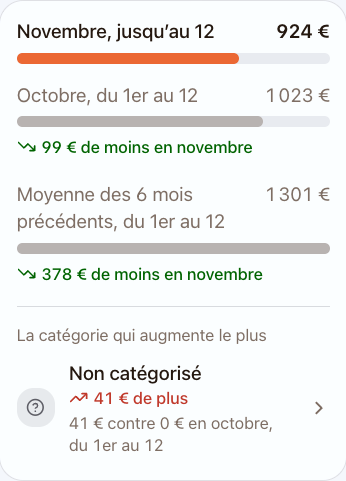 Novembre, jusqu’au 12 924 €
Octobre, du 1er au 12 1 023 €
99 € de moins en novembre
Moyenne des 6 mois 1 301 €
précédents, du 1er au 12
378 € de moins en novembre
La catégorie qui augmente le plus
Non catégorisé
41 € de plus
41 € contre 0 € en octobre,
du 1er au 12